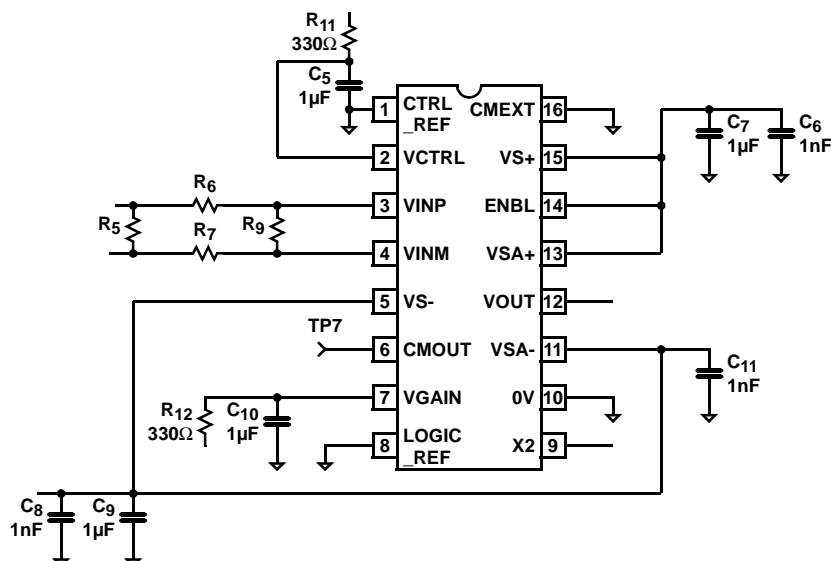 R11
330Ω
C5
1µF
1
CTRL
_REF
CMEXT
16
C7
1µF
C6
1nF
2
VCTRL
VS+
15
R6
3
VINP
ENBL
14
R5
R7
R9
4
VINM
VSA+
13
5
VS-
VOUT
12
TP7
6
CMOUT
VSA-
11
C11
1nF
R12
330Ω
C10
1µF
7
VGAIN
0V
10
8
LOGIC
_REF
X2
9
C8
1nF
C9
1µF